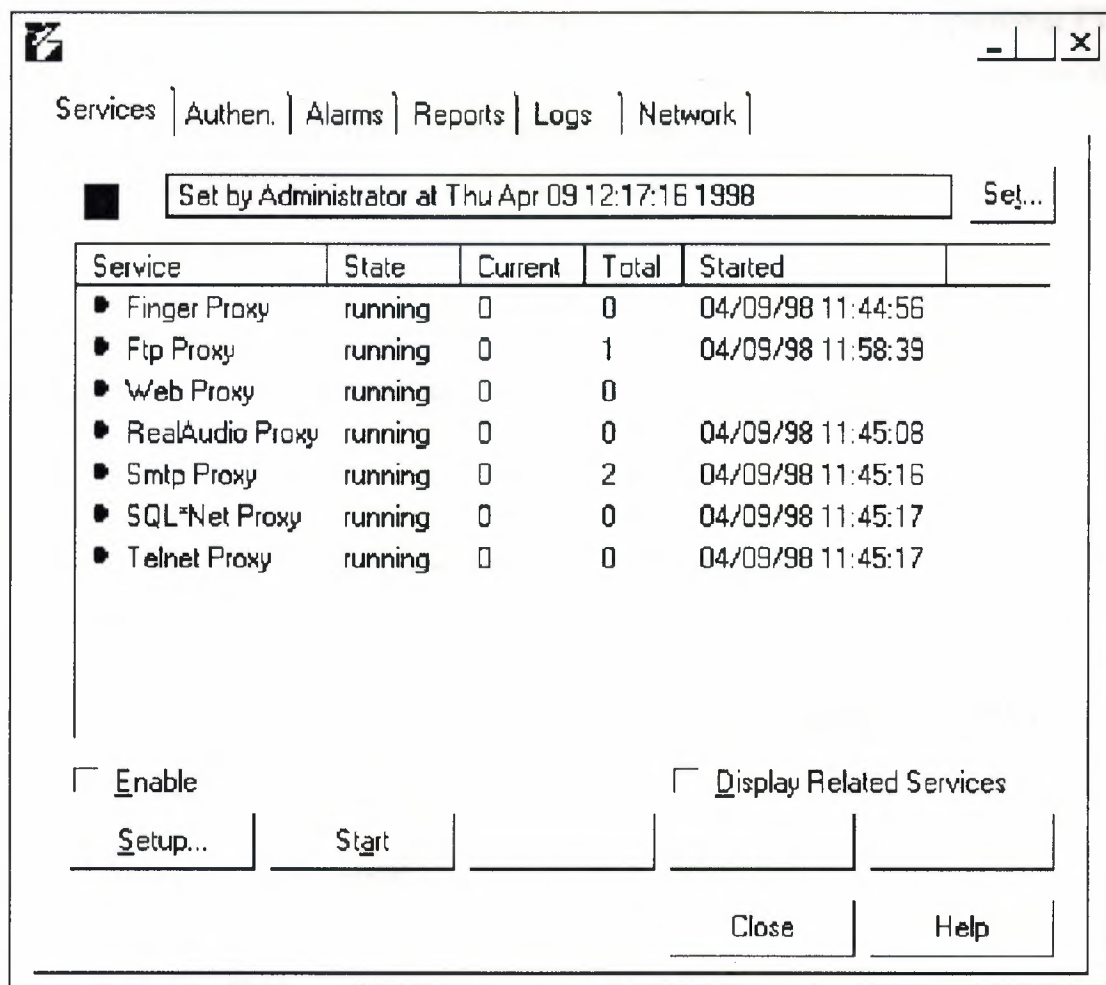 Services Authen. Alarms Reports Logs Network
Set by Administrator at Thu Apr 09 12:17:16 1998 Set...
Service State Current Total Started
Finger Proxy running 0 0 04/09/98 11:44:56
Ftp Proxy running 0 1 04/09/98 11:58:39
Web Proxy running 0 0
RealAudio Proxy running 0 0 04/09/98 11:45:08
Smtp Proxy running 0 2 04/09/98 11:45:16
SQL*Net Proxy running 0 0 04/09/98 11:45:17
Telnet Proxy running 0 0 04/09/98 11:45:17
Enable Display Related Services
Setup... Start
Close Help